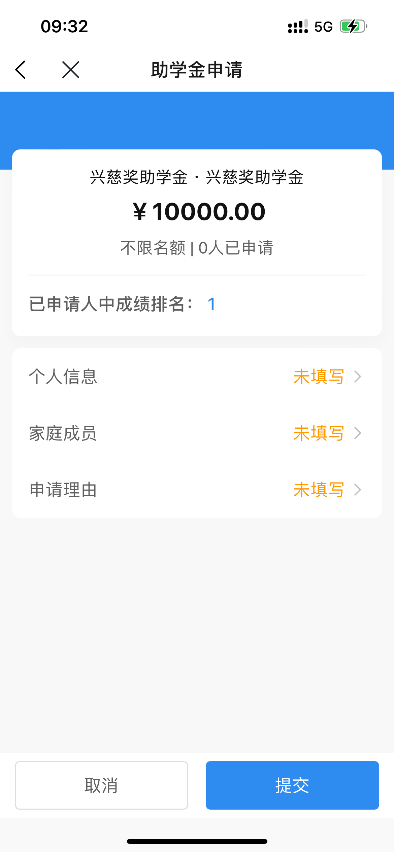 09:32
5G
助学金申请
兴慈奖助学金·兴慈奖助学金
￥10000.00
不限名额 | 0人已申请
已申请人中成绩排名： 1
个人信息 未填写
家庭成员 未填写
申请理由 未填写
取消 提交